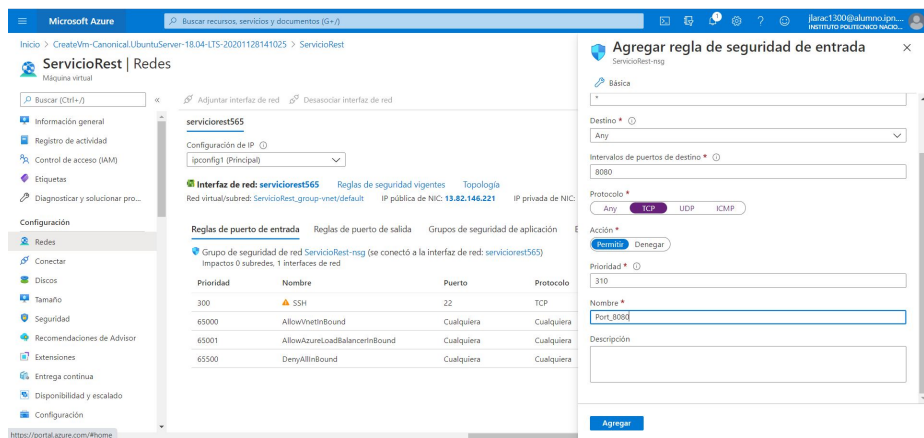 Microsoft Azure
Buscar recursos, servicios y documentos (G+/)
jlarac1300@alumno.ipn....
INSTITUTO POLITECNICO NACIO...
Inicio > CreateVm-Canonical.UbuntuServer-18.04-LTS-20201128141025 > ServicioRest
ServicioRest | Redes
Máquina virtual
Buscar (Ctrl+/)
Información general
Registro de actividad
Control de acceso (IAM)
Etiquetas
Diagnosticar y solucionar pro...
Configuración
Redes
Conectar
Discos
Tamaño
Seguridad
Recomendaciones de Advisor
Extensiones
Entrega continua
Disponibilidad y escalado
Configuración
https://portal.azure.com/#home
Adjuntar interfaz de red Desasociar interfaz de red
serviciorest565
Configuración de IP
ipconfig1 (Principal)
Interfaz de red: serviciorest565 Reglas de seguridad vigentes Topología
Red virtual/subred: ServicioRest_group-vnet/default IP pública de NIC: 13.82.146.221 IP privada de NIC:
Reglas de puerto de entrada Reglas de puerto de salida Grupos de seguridad de aplicación E
Grupo de seguridad de red ServicioRest-nsg (se conectó a la interfaz de red: serviciorest565)
Impactos 0 subredes, 1 interfaces de red
Prioridad Nombre Puerto Protocolo
300 SSH 22 TCP
65000 AllowVnetInBound Cualquiera Cualquiera
65001 AllowAzureLoadBalancerInBound Cualquiera Cualquiera
65500 DenyAllInBound Cualquiera Cualquiera
Agregar regla de seguridad de entrada
ServicioRest-nsg
Básica
*
Destino *
Any
Intervalos de puertos de destino *
8080
Protocolo *
Any TCP UDP ICMP
Acción *
Permitir Denegar
Prioridad *
310
Nombre *
Port_8080
Descripción
Agregar